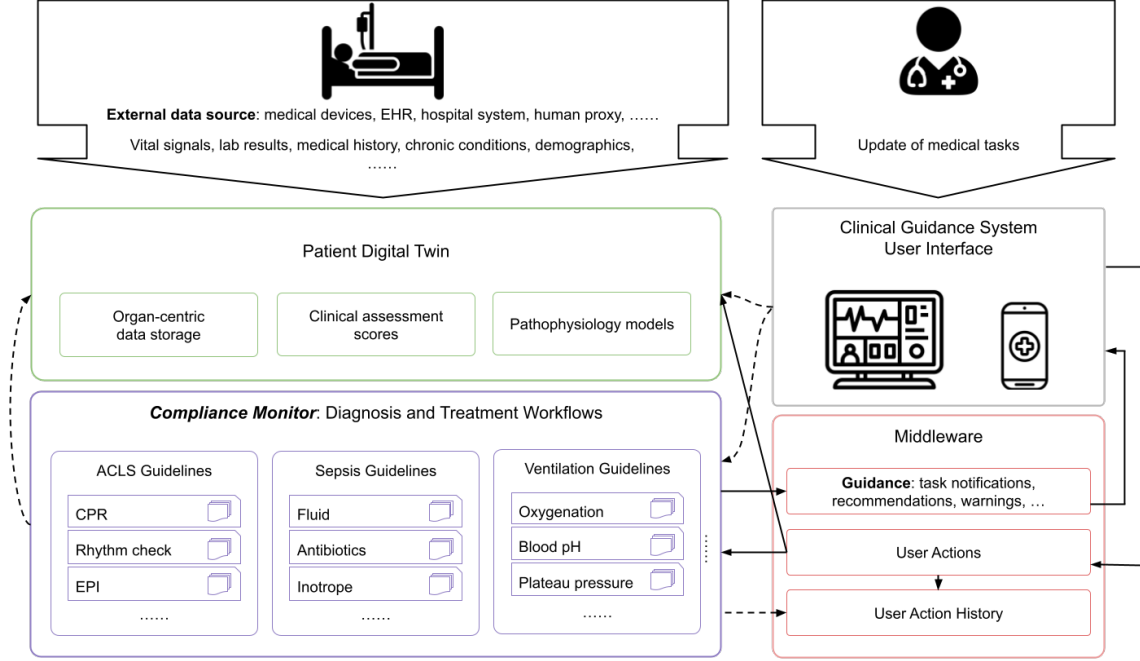 External data source: medical devices, EHR, hospital system, human proxy, ……
Vital signals, lab results, medical history, chronic conditions, demographics,
……
Update of medical tasks
Patient Digital Twin
Organ-centric
data storage
Clinical assessment
scores
Pathophysiology models
Clinical Guidance System
User Interface
Compliance Monitor: Diagnosis and Treatment Workflows
ACLS Guidelines
CPR
Rhythm check
EPI
……
Sepsis Guidelines
Fluid
Antibiotics
Inotrope
……
Ventilation Guidelines
Oxygenation
Blood pH
Plateau pressure
……
……
Middleware
Guidance: task notifications,
recommendations, warnings, …
User Actions
User Action History